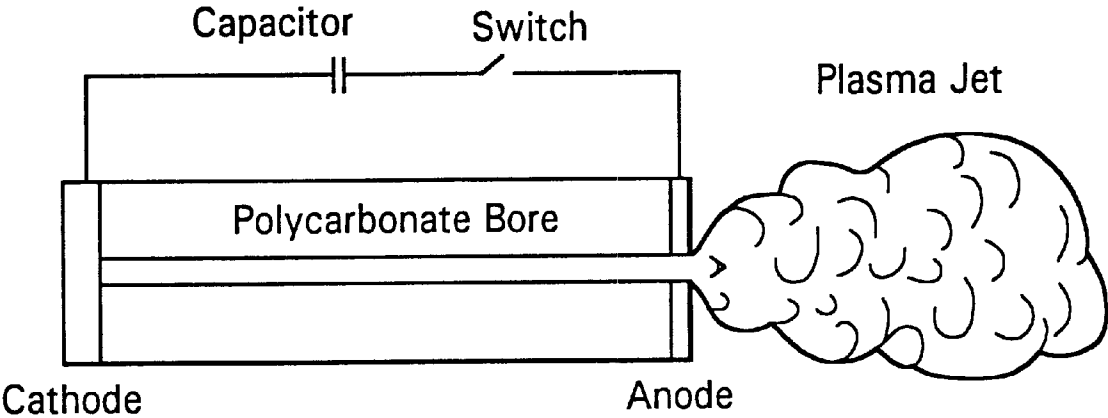 Capacitor
Switch
Plasma Jet
Polycarbonate Bore
Cathode
Anode